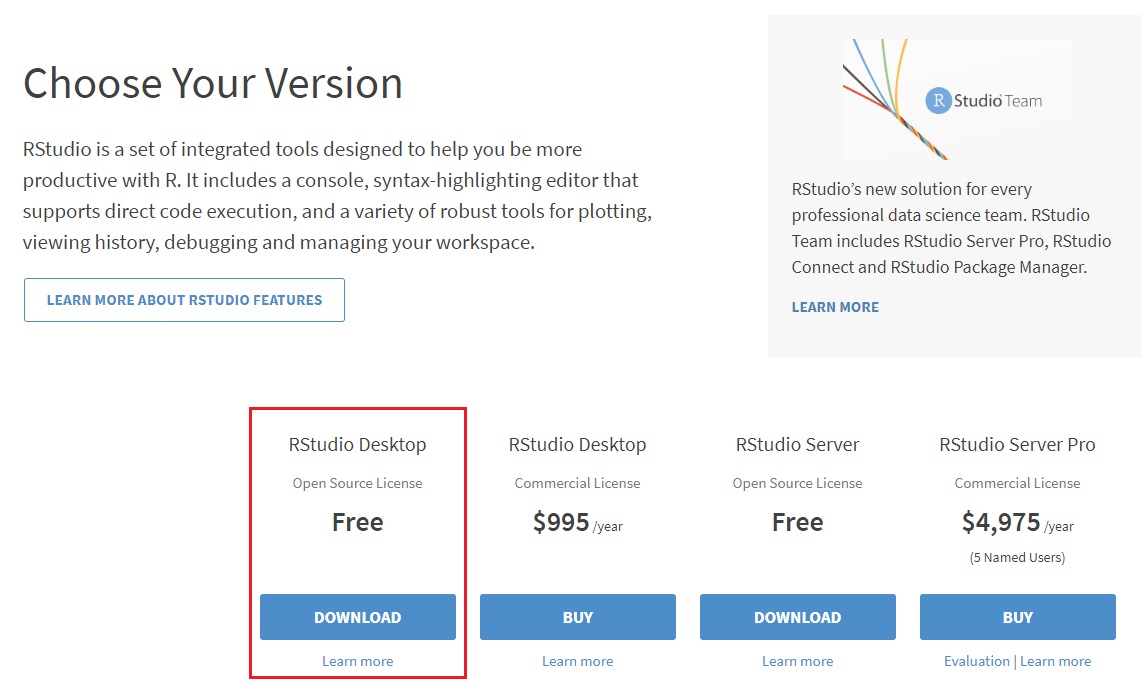 Choose Your Version
RStudio is a set of integrated tools designed to help you be more
productive with R. It includes a console, syntax-highlighting editor that
supports direct code execution, and a variety of robust tools for plotting,
viewing history, debugging and managing your workspace.
LEARN MORE ABOUT RSTUDIO FEATURES
R Studio Team
RStudio’s new solution for every
professional data science team. RStudio
Team includes RStudio Server Pro, RStudio
Connect and RStudio Package Manager.
LEARN MORE
RStudio Desktop
Open Source License
Free
DOWNLOAD
Learn more
RStudio Desktop
Commercial License
$995 /year
BUY
Learn more
RStudio Server
Open Source License
Free
DOWNLOAD
Learn more
RStudio Server Pro
Commercial License
$4,975 /year
(5 Named Users)
BUY
Evaluation | Learn more